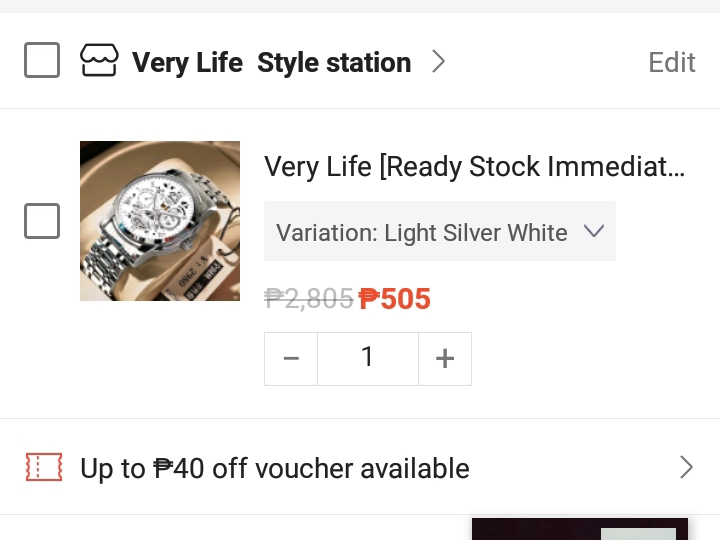 Very Life Style station
Edit
Very Life [Ready Stock Immediat...
Variation: Light Silver White
₱2,805 ₱505
− 1 +
Up to ₱40 off voucher available